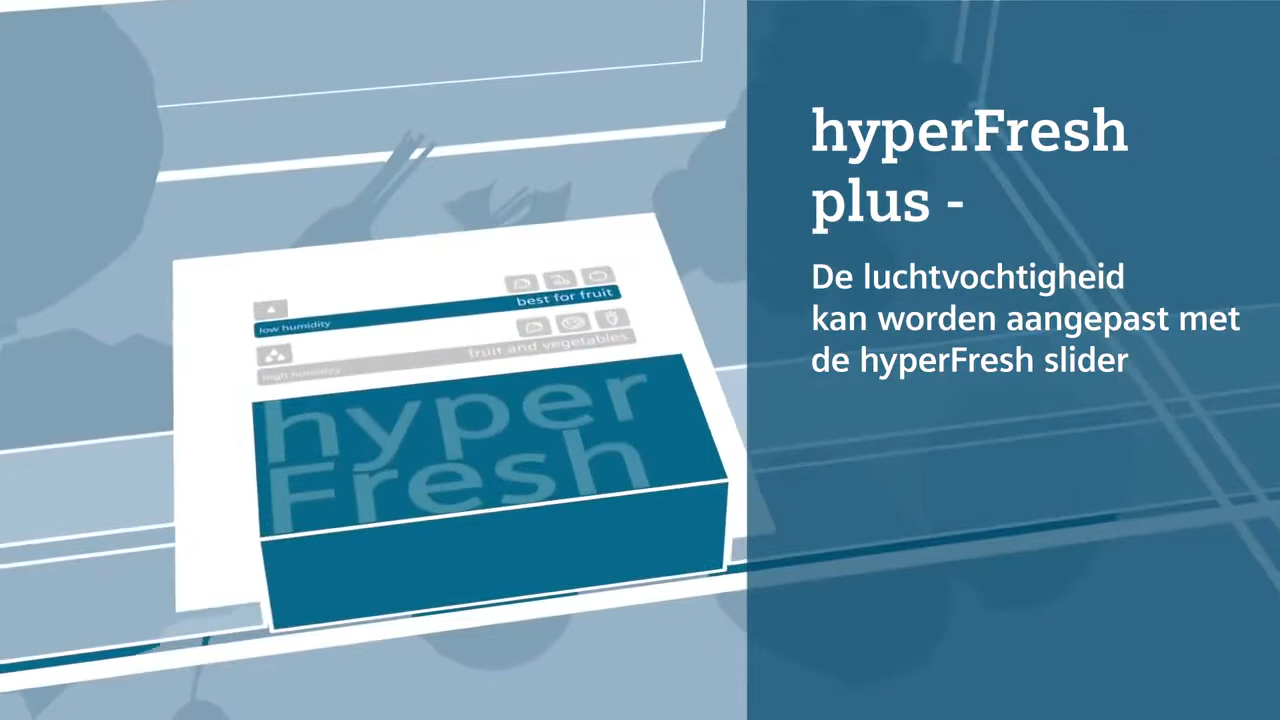 hyperFresh
plus -
De luchtvochtigheid
kan worden aangepast met
de hyperFresh slider
best for fruit
low humidity
fruit and vegetables
high humidity
hyper
Fresh